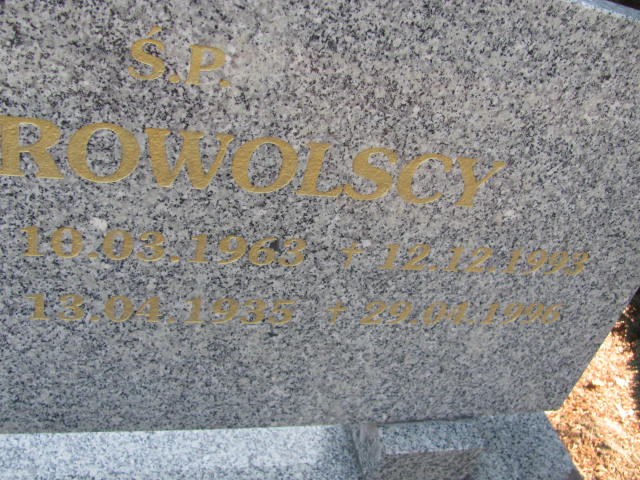 Ś.P.
ROWOLSCY
10.03.1963 † 12.12.1993
13.04.1935 † 29.04.1996